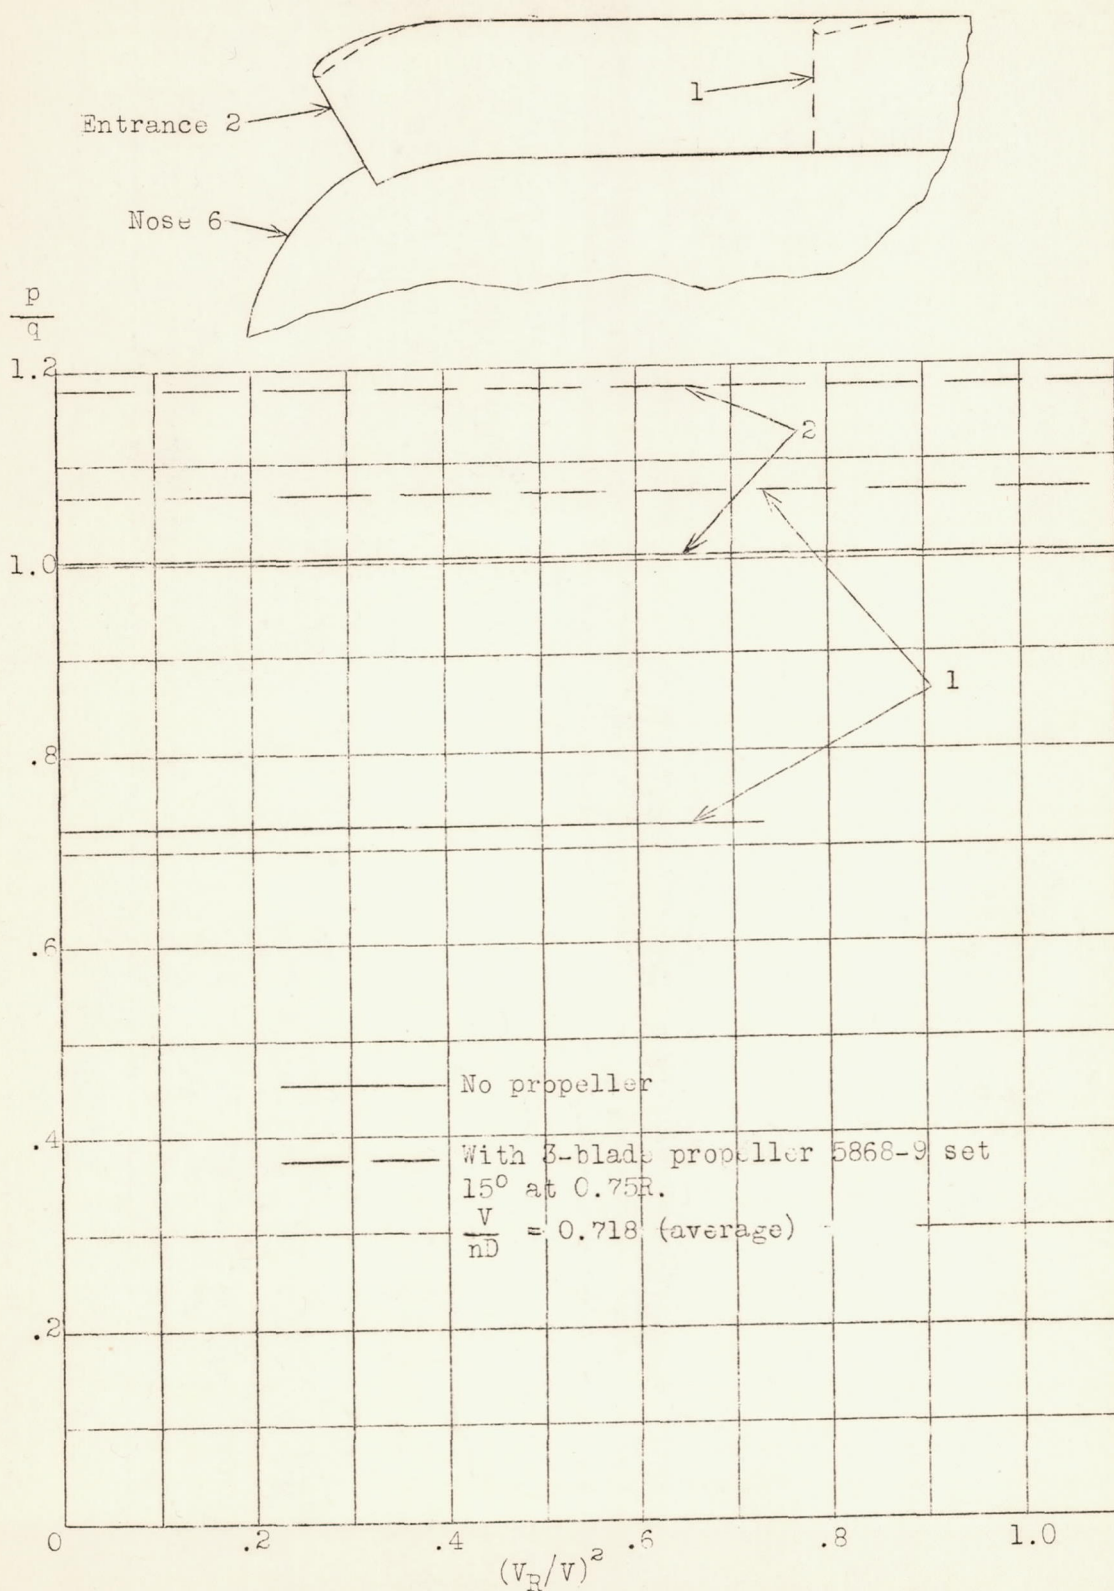 1
Entrance 2
Nose 6
p
q
1.2
2
1.0
1
.8
.6
No propeller
.4
With 3-blade propeller 5868-9 set
15° at 0.75R.
V
nD
= 0.718 (average)
.2
0
.2
.4
.6
.8
1.0
(V_R/V)²